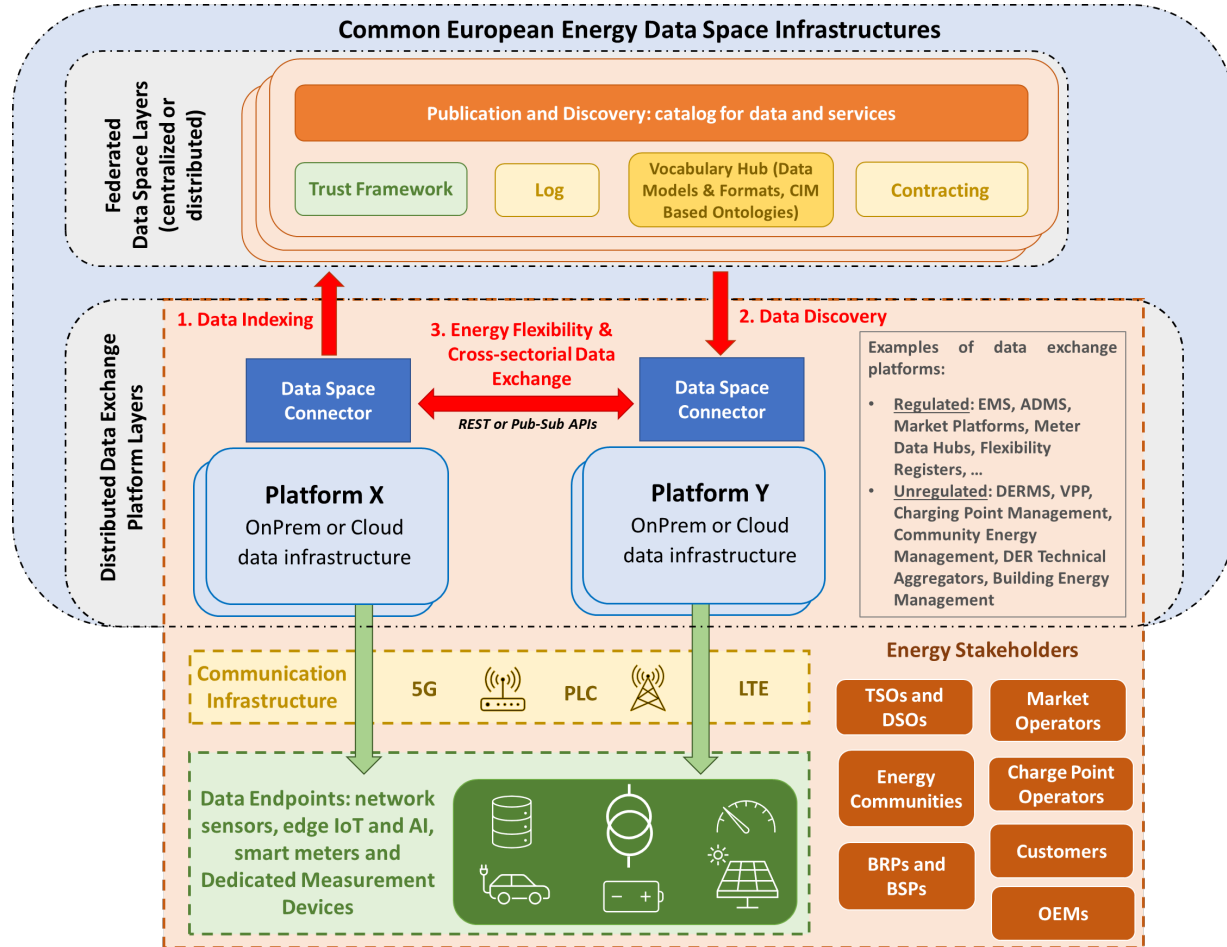 Common European Energy Data Space Infrastructures
Federated
Data Space Layers
(centralized or
distributed)
Publication and Discovery: catalog for data and services
Trust Framework
Log
Vocabulary Hub (Data
Models & Formats, CIM
Based Ontologies)
Contracting
Distributed Data Exchange
Platform Layers
1. Data Indexing
3. Energy Flexibility &
Cross-sectorial Data
Exchange
2. Data Discovery
Data Space
Connector
REST or Pub-Sub APIs
Data Space
Connector
Platform X
OnPrem or Cloud
data infrastructure
Platform Y
OnPrem or Cloud
data infrastructure
Examples of data exchange
platforms:
• Regulated: EMS, ADMS,
Market Platforms, Meter
Data Hubs, Flexibility
Registers, ...
• Unregulated: DERMS, VPP,
Charging Point Management,
Community Energy
Management, DER Technical
Aggregators, Building Energy
Management
Communication
Infrastructure
5G
PLC
LTE
Data Endpoints: network
sensors, edge IoT and AI,
smart meters and
Dedicated Measurement
Devices
Energy Stakeholders
TSOs and
DSOs
Market
Operators
Energy
Communities
Charge Point
Operators
BRPs and
BSPs
Customers
OEMs